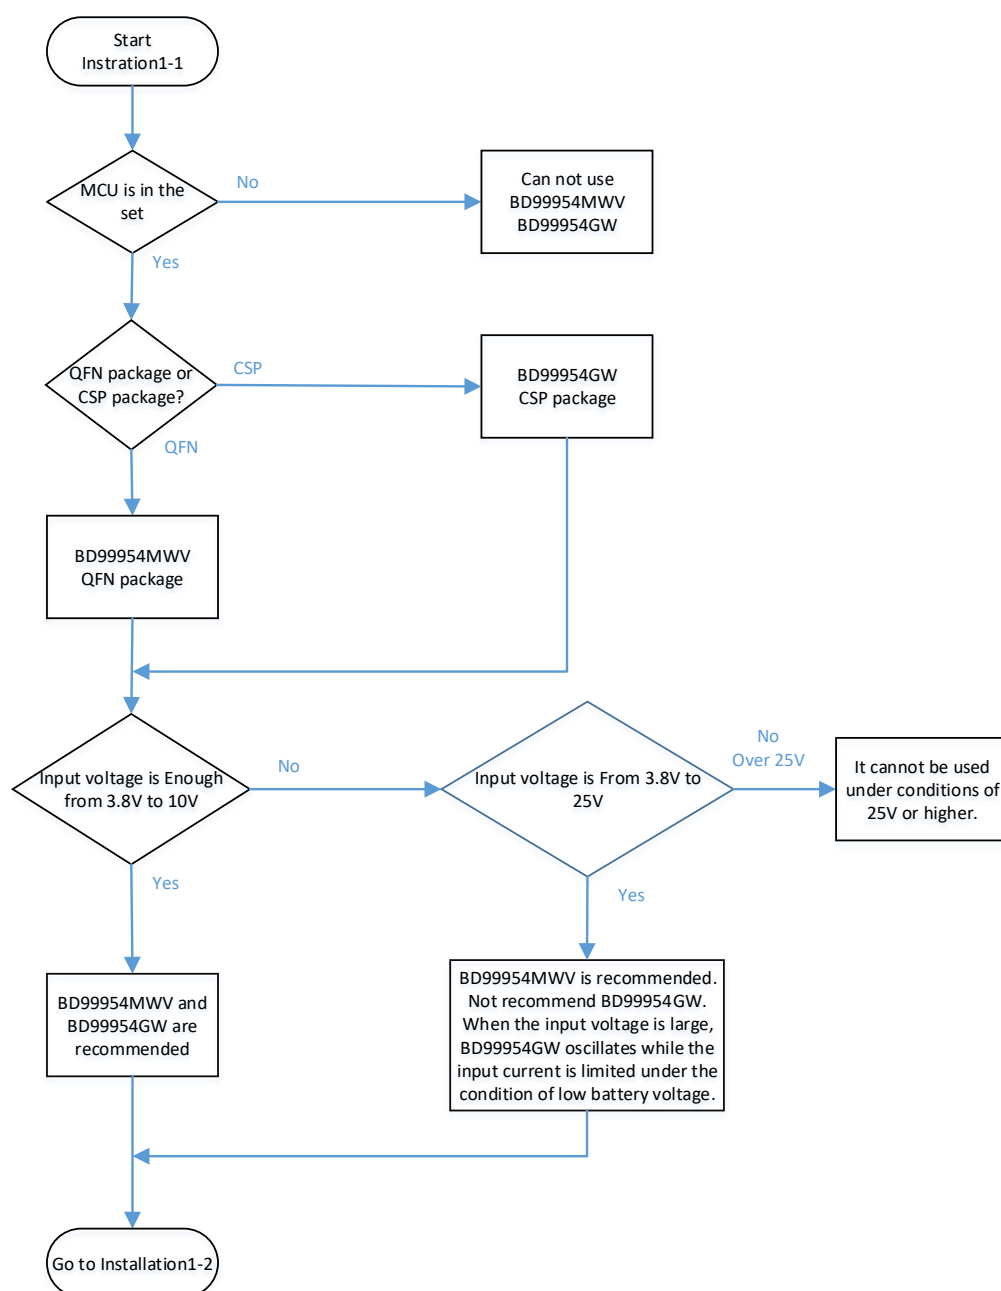 Start
Instration1-1
MCU is in the
set
No
Can not use
BD99954MWV
BD99954GW
Yes
QFN package or
CSP package?
CSP
BD99954GW
CSP package
QFN
BD99954MWV
QFN package
Input voltage is Enough
from 3.8V to 10V
No
Input voltage is From 3.8V to
25V
No
Over 25V
It cannot be used
under conditions of
25V or higher.
Yes
Yes
BD99954MWV and
BD99954GW are
recommended
BD99954MWV is recommended.
Not recommend BD99954GW.
When the input voltage is large,
BD99954GW oscillates while the
input current is limited under the
condition of low battery voltage.
Go to Installation1-2